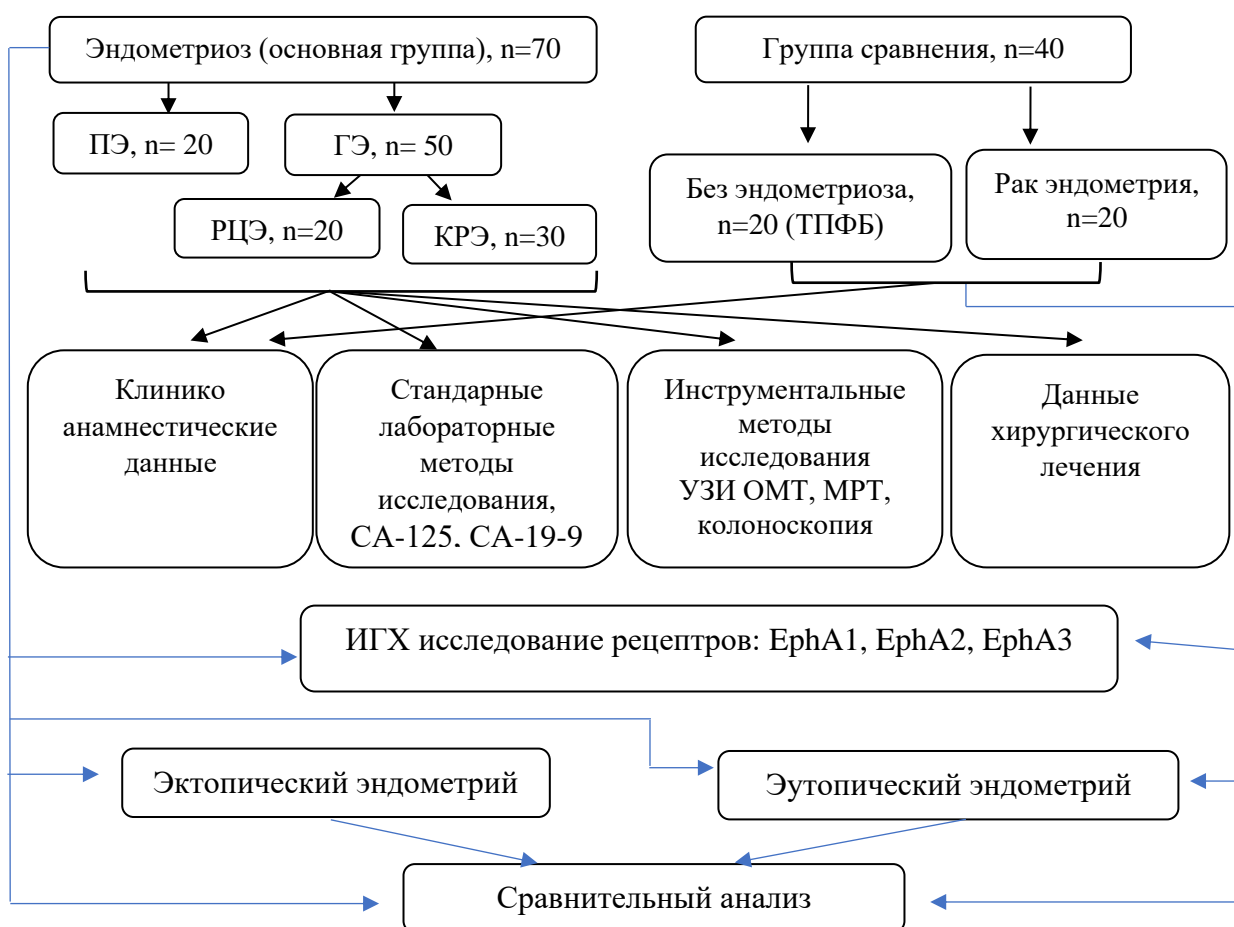 Эндометриоз (основная группа), n=70
Группа сравнения, n=40
ПЭ, n= 20
ГЭ, n= 50
РЦЭ, n=20
КРЭ, n=30
Без эндометриоза,
n=20 (ТПФБ)
Рак эндометрия,
n=20
Клинико
анамнестические
данные
Стандарные
лабораторные
методы
исследования,
СА-125, СА-19-9
Инструментальные
методы
исследования
УЗИ ОМТ, МРТ,
колоноскопия
Данные
хирургического
лечения
ИГХ исследование рецептров: EphA1, EphA2, EphA3
Эктопический эндометрий
Эутопический эндометрий
Сравнительный анализ